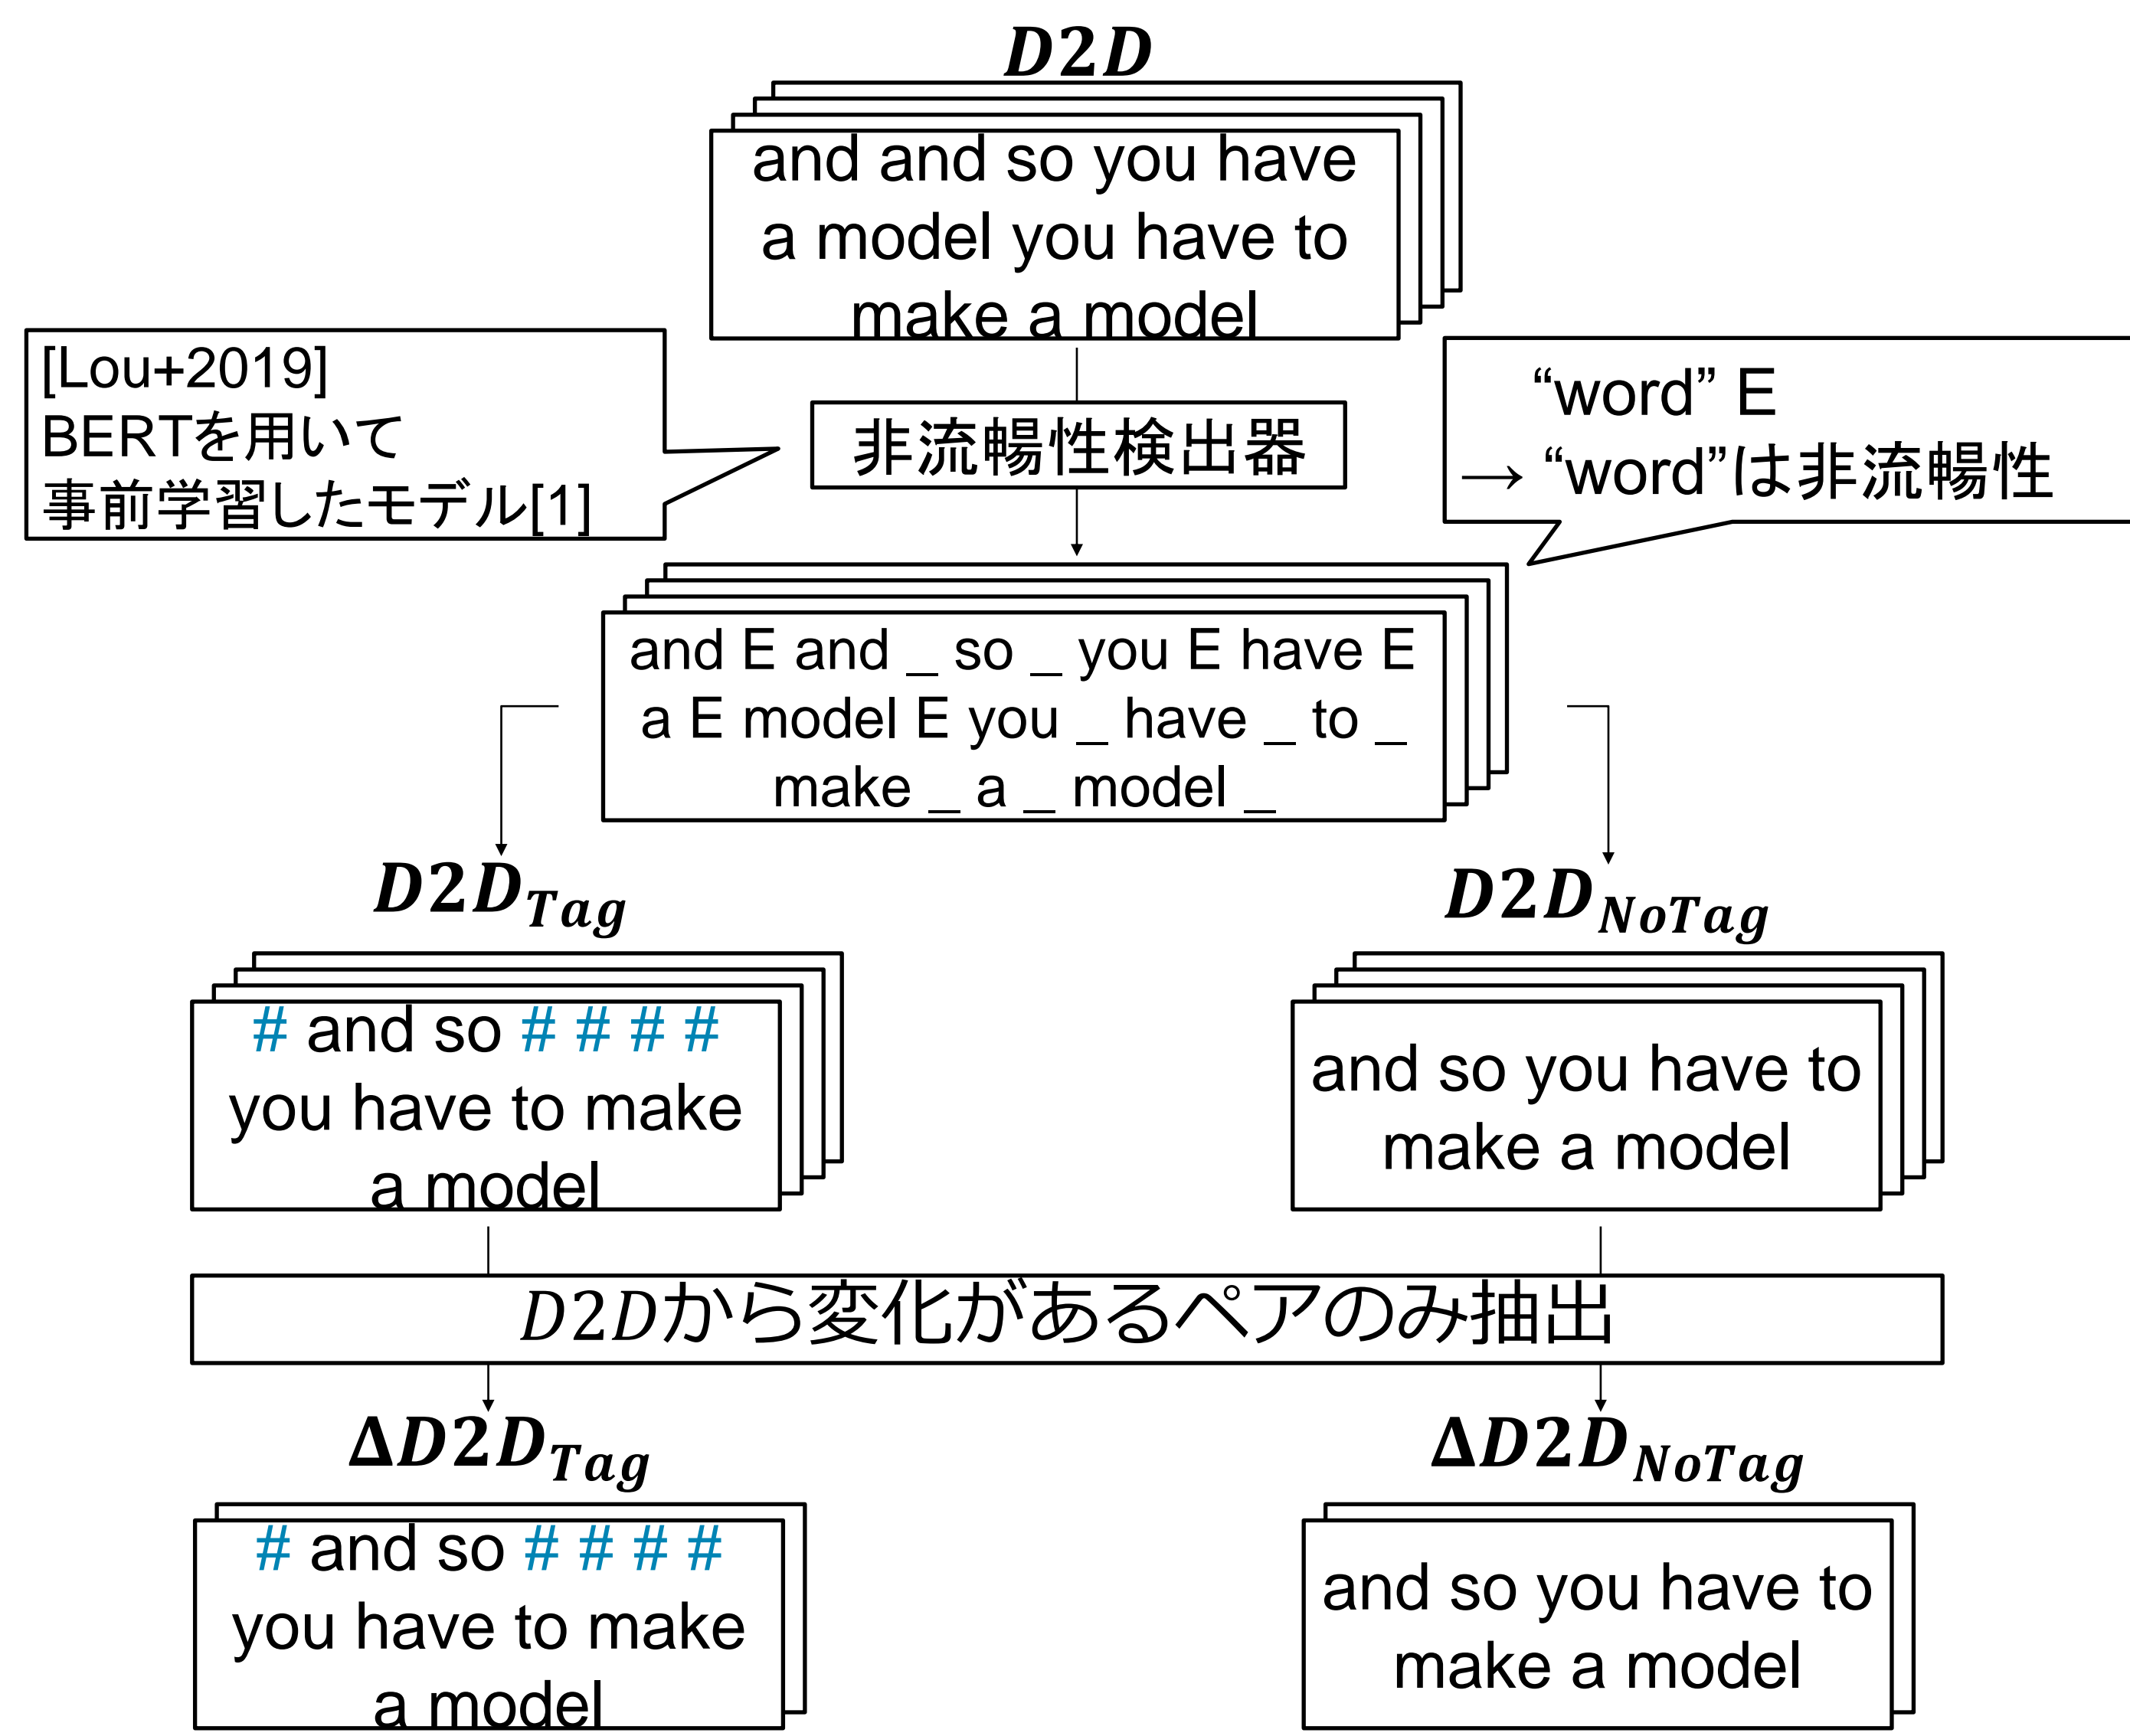 D2D
and and so you have
a model you have to
make a model
[Lou+2019]
BERTを用いて
事前学習したモデル[1]
非流暢性検出器
“word” E
→ “word”は非流暢性
and E and _ so _ you E have E
a E model E you _ have _ to _
make _ a _ model _
D2D_Tag
D2D_NoTag
# and so # # # #
you have to make
a model
and so you have to
make a model
D2Dから変化があるペアのみ抽出
ΔD2D_Tag
ΔD2D_NoTag
# and so # # # #
you have to make
a model
and so you have to
make a model